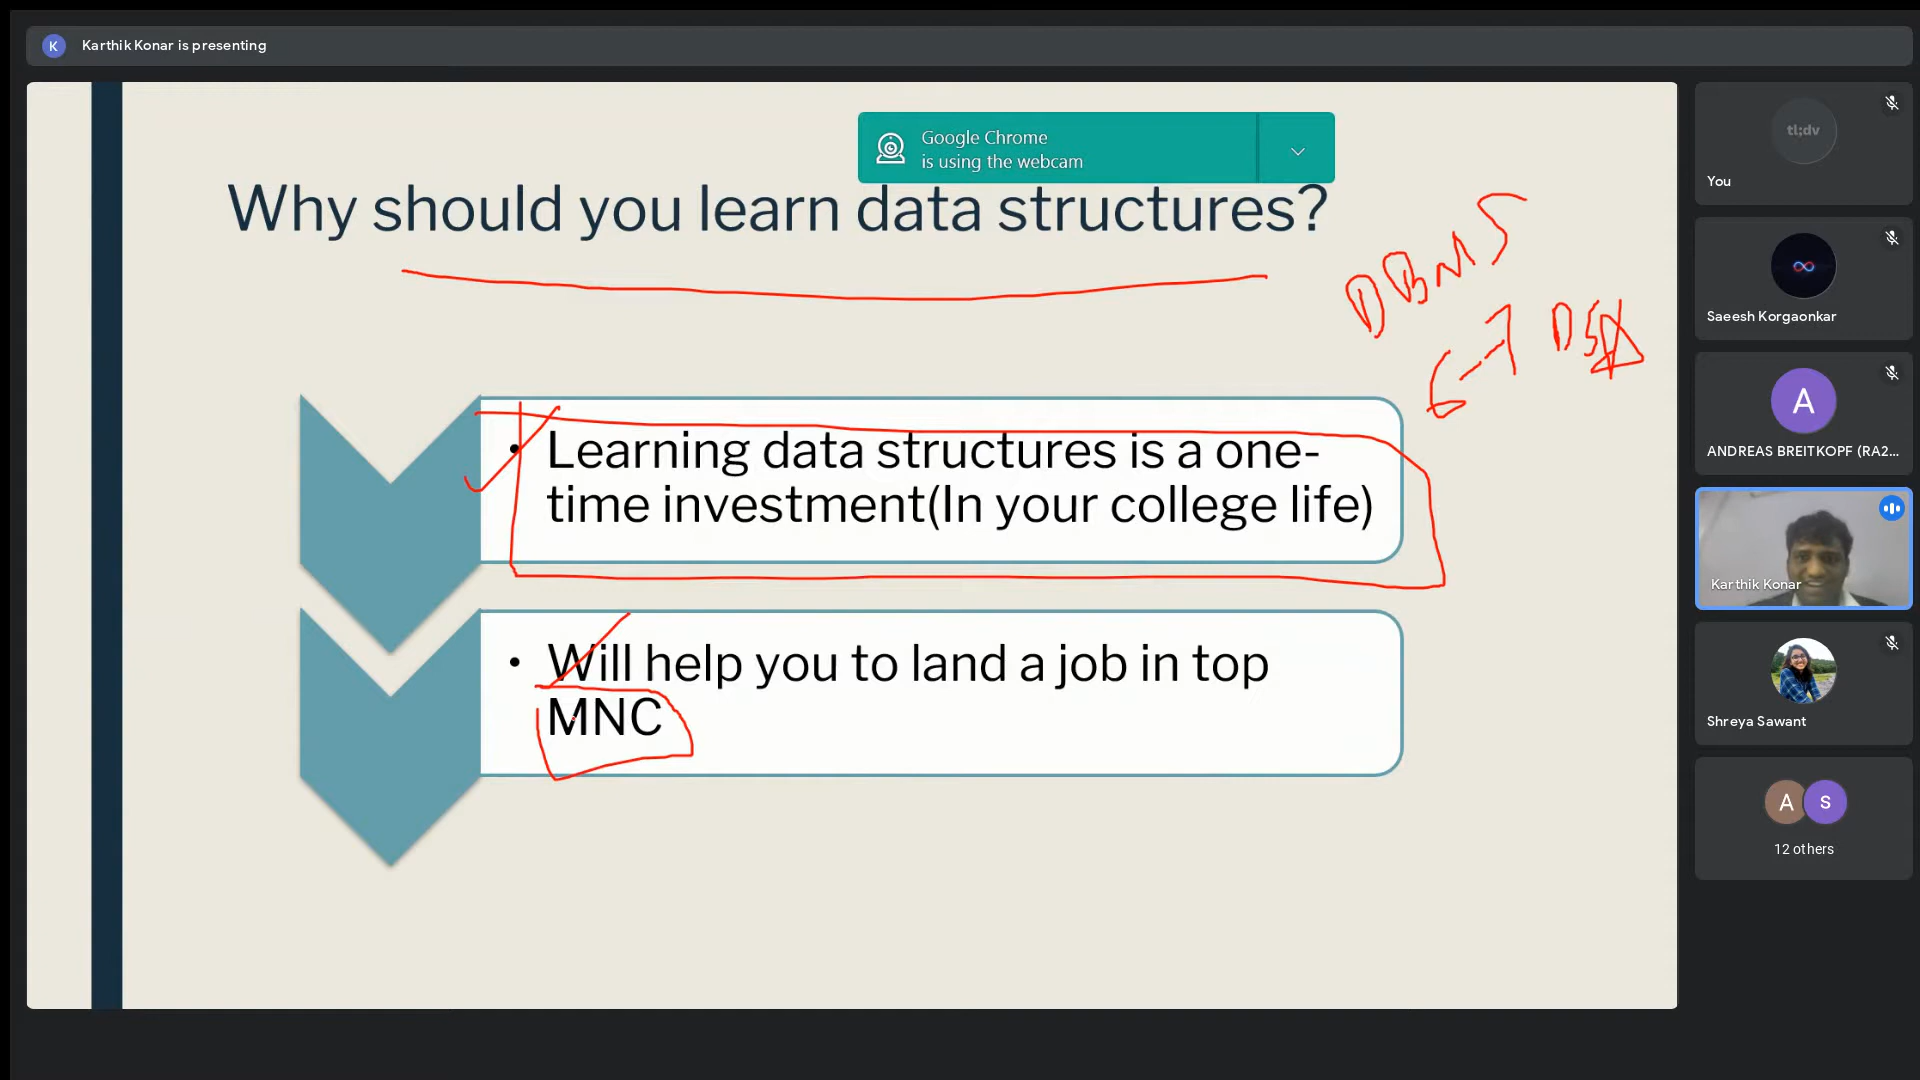 K Karthik Konar is presenting
Google Chrome
is using the webcam
Why should you learn data structures?
DBMS
DSA
• Learning data structures is a one-
time investment(In your college life)
• Will help you to land a job in top
MNC
tl;dv
You
Saeesh Korgaonkar
A
ANDREAS BREITKOPF (RA2...
Karthik Konar
Shreya Sawant
A S
12 others